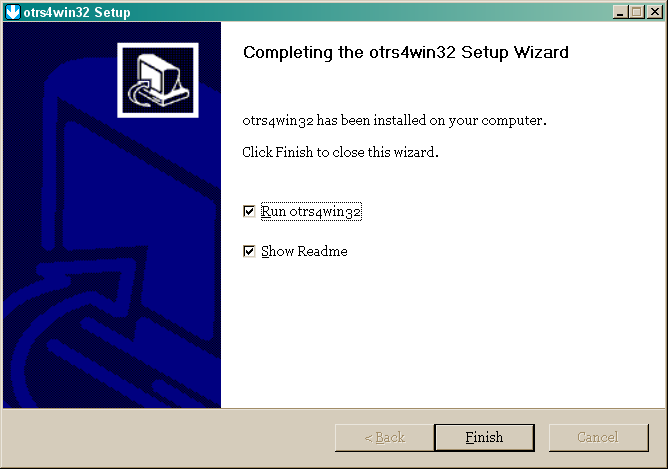 otrs4win32 Setup
Completing the otrs4win32 Setup Wizard
otrs4win32 has been installed on your computer.
Click Finish to close this wizard.
Run otrs4win32
Show Readme
< Back
Finish
Cancel